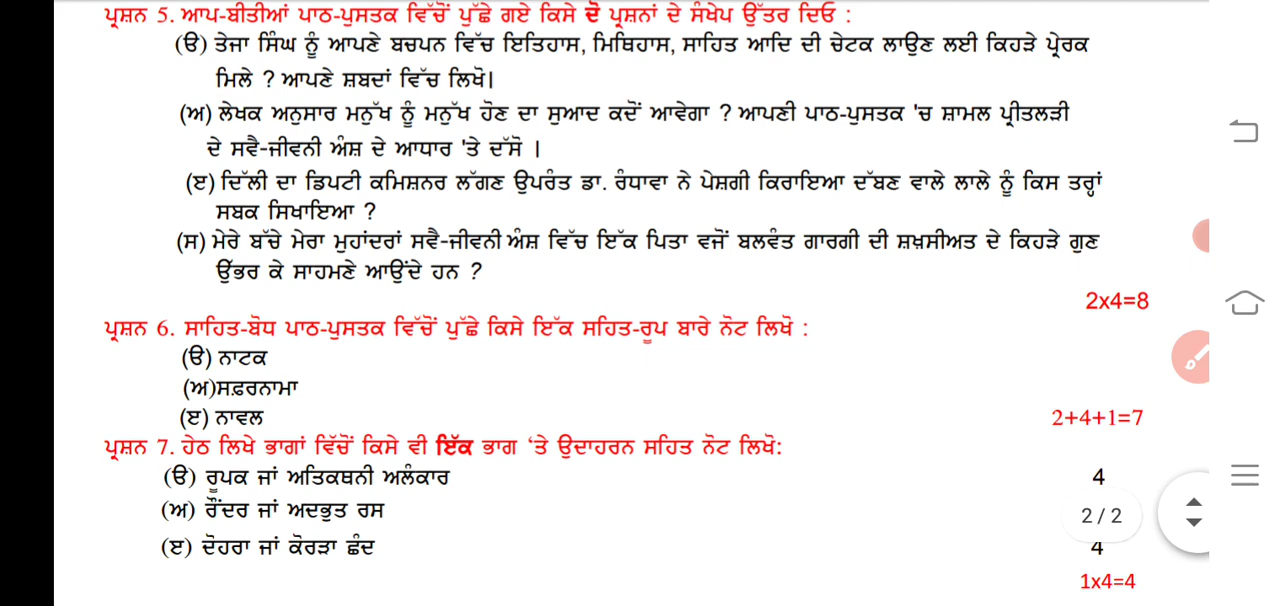 ਪ੍ਰਸ਼ਨ 5. ਆਪ-ਬੀਤੀਆਂ ਪਾਠ-ਪੁਸਤਕ ਵਿੱਚੋਂ ਪੁੱਛੇ ਗਏ ਕਿਸੇ ਦੋ ਪ੍ਰਸ਼ਨਾਂ ਦੇ ਸੰਖੇਪ ਉੱਤਰ ਦਿਓ :
(ੳ) ਤੇਜਾ ਸਿੰਘ ਨੂੰ ਆਪਣੇ ਬਚਪਨ ਵਿੱਚ ਇਤਿਹਾਸ, ਮਿਥਿਹਾਸ, ਸਾਹਿਤ ਆਦਿ ਦੀ ਚੇਟਕ ਲਾਉਣ ਲਈ ਕਿਹੜੇ ਪ੍ਰੇਰਕ
ਮਿਲੇ ? ਆਪਣੇ ਸ਼ਬਦਾਂ ਵਿੱਚ ਲਿਖੋ।
(ਅ) ਲੇਖਕ ਅਨੁਸਾਰ ਮਨੁੱਖ ਨੂੰ ਮਨੁੱਖ ਹੋਣ ਦਾ ਸੁਆਦ ਕਦੋਂ ਆਵੇਗਾ ? ਆਪਣੀ ਪਾਠ-ਪੁਸਤਕ 'ਚ ਸ਼ਾਮਲ ਪ੍ਰੀਤਲੜੀ
ਦੇ ਸਵੈ-ਜੀਵਨੀ ਅੰਸ਼ ਦੇ ਆਧਾਰ 'ਤੇ ਦੱਸੋ ।
(ੲ) ਦਿੱਲੀ ਦਾ ਡਿਪਟੀ ਕਮਿਸ਼ਨਰ ਲੱਗਣ ਉਪਰੰਤ ਡਾ. ਰੰਧਾਵਾ ਨੇ ਪੇਸ਼ਗੀ ਕਿਰਾਇਆ ਦੱਬਣ ਵਾਲੇ ਲਾਲੇ ਨੂੰ ਕਿਸ ਤਰ੍ਹਾਂ
ਸਬਕ ਸਿਖਾਇਆ ?
(ਸ) ਮੇਰੇ ਬੱਚੇ ਮੇਰਾ ਮੁਹਾਂਦਰਾਂ ਸਵੈ-ਜੀਵਨੀ ਅੰਸ਼ ਵਿੱਚ ਇੱਕ ਪਿਤਾ ਵਜੋਂ ਬਲਵੰਤ ਗਾਰਗੀ ਦੀ ਸ਼ਖ਼ਸੀਅਤ ਦੇ ਕਿਹੜੇ ਗੁਣ
ਉੱਭਰ ਕੇ ਸਾਹਮਣੇ ਆਉਂਦੇ ਹਨ ?
2x4=8
ਪ੍ਰਸ਼ਨ 6. ਸਾਹਿਤ-ਬੋਧ ਪਾਠ-ਪੁਸਤਕ ਵਿੱਚੋਂ ਪੁੱਛੇ ਕਿਸੇ ਇੱਕ ਸਹਿਤ-ਰੂਪ ਬਾਰੇ ਨੋਟ ਲਿਖੋ :
(ੳ) ਨਾਟਕ
(ਅ)ਸਫ਼ਰਨਾਮਾ
(ੲ) ਨਾਵਲ 2+4+1=7
ਪ੍ਰਸ਼ਨ 7. ਹੇਠ ਲਿਖੇ ਭਾਗਾਂ ਵਿੱਚੋਂ ਕਿਸੇ ਵੀ ਇੱਕ ਭਾਗ ‘ਤੇ ਉਦਾਹਰਨ ਸਹਿਤ ਨੋਟ ਲਿਖੋ:
(ੳ) ਰੂਪਕ ਜਾਂ ਅਤਿਕਥਨੀ ਅਲੰਕਾਰ 4
(ਅ) ਰੌਂਦਰ ਜਾਂ ਅਦਭੁਤ ਰਸ 2 / 2
(ੲ) ਦੋਹਰਾ ਜਾਂ ਕੋਰੜਾ ਛੰਦ 4
1x4=4